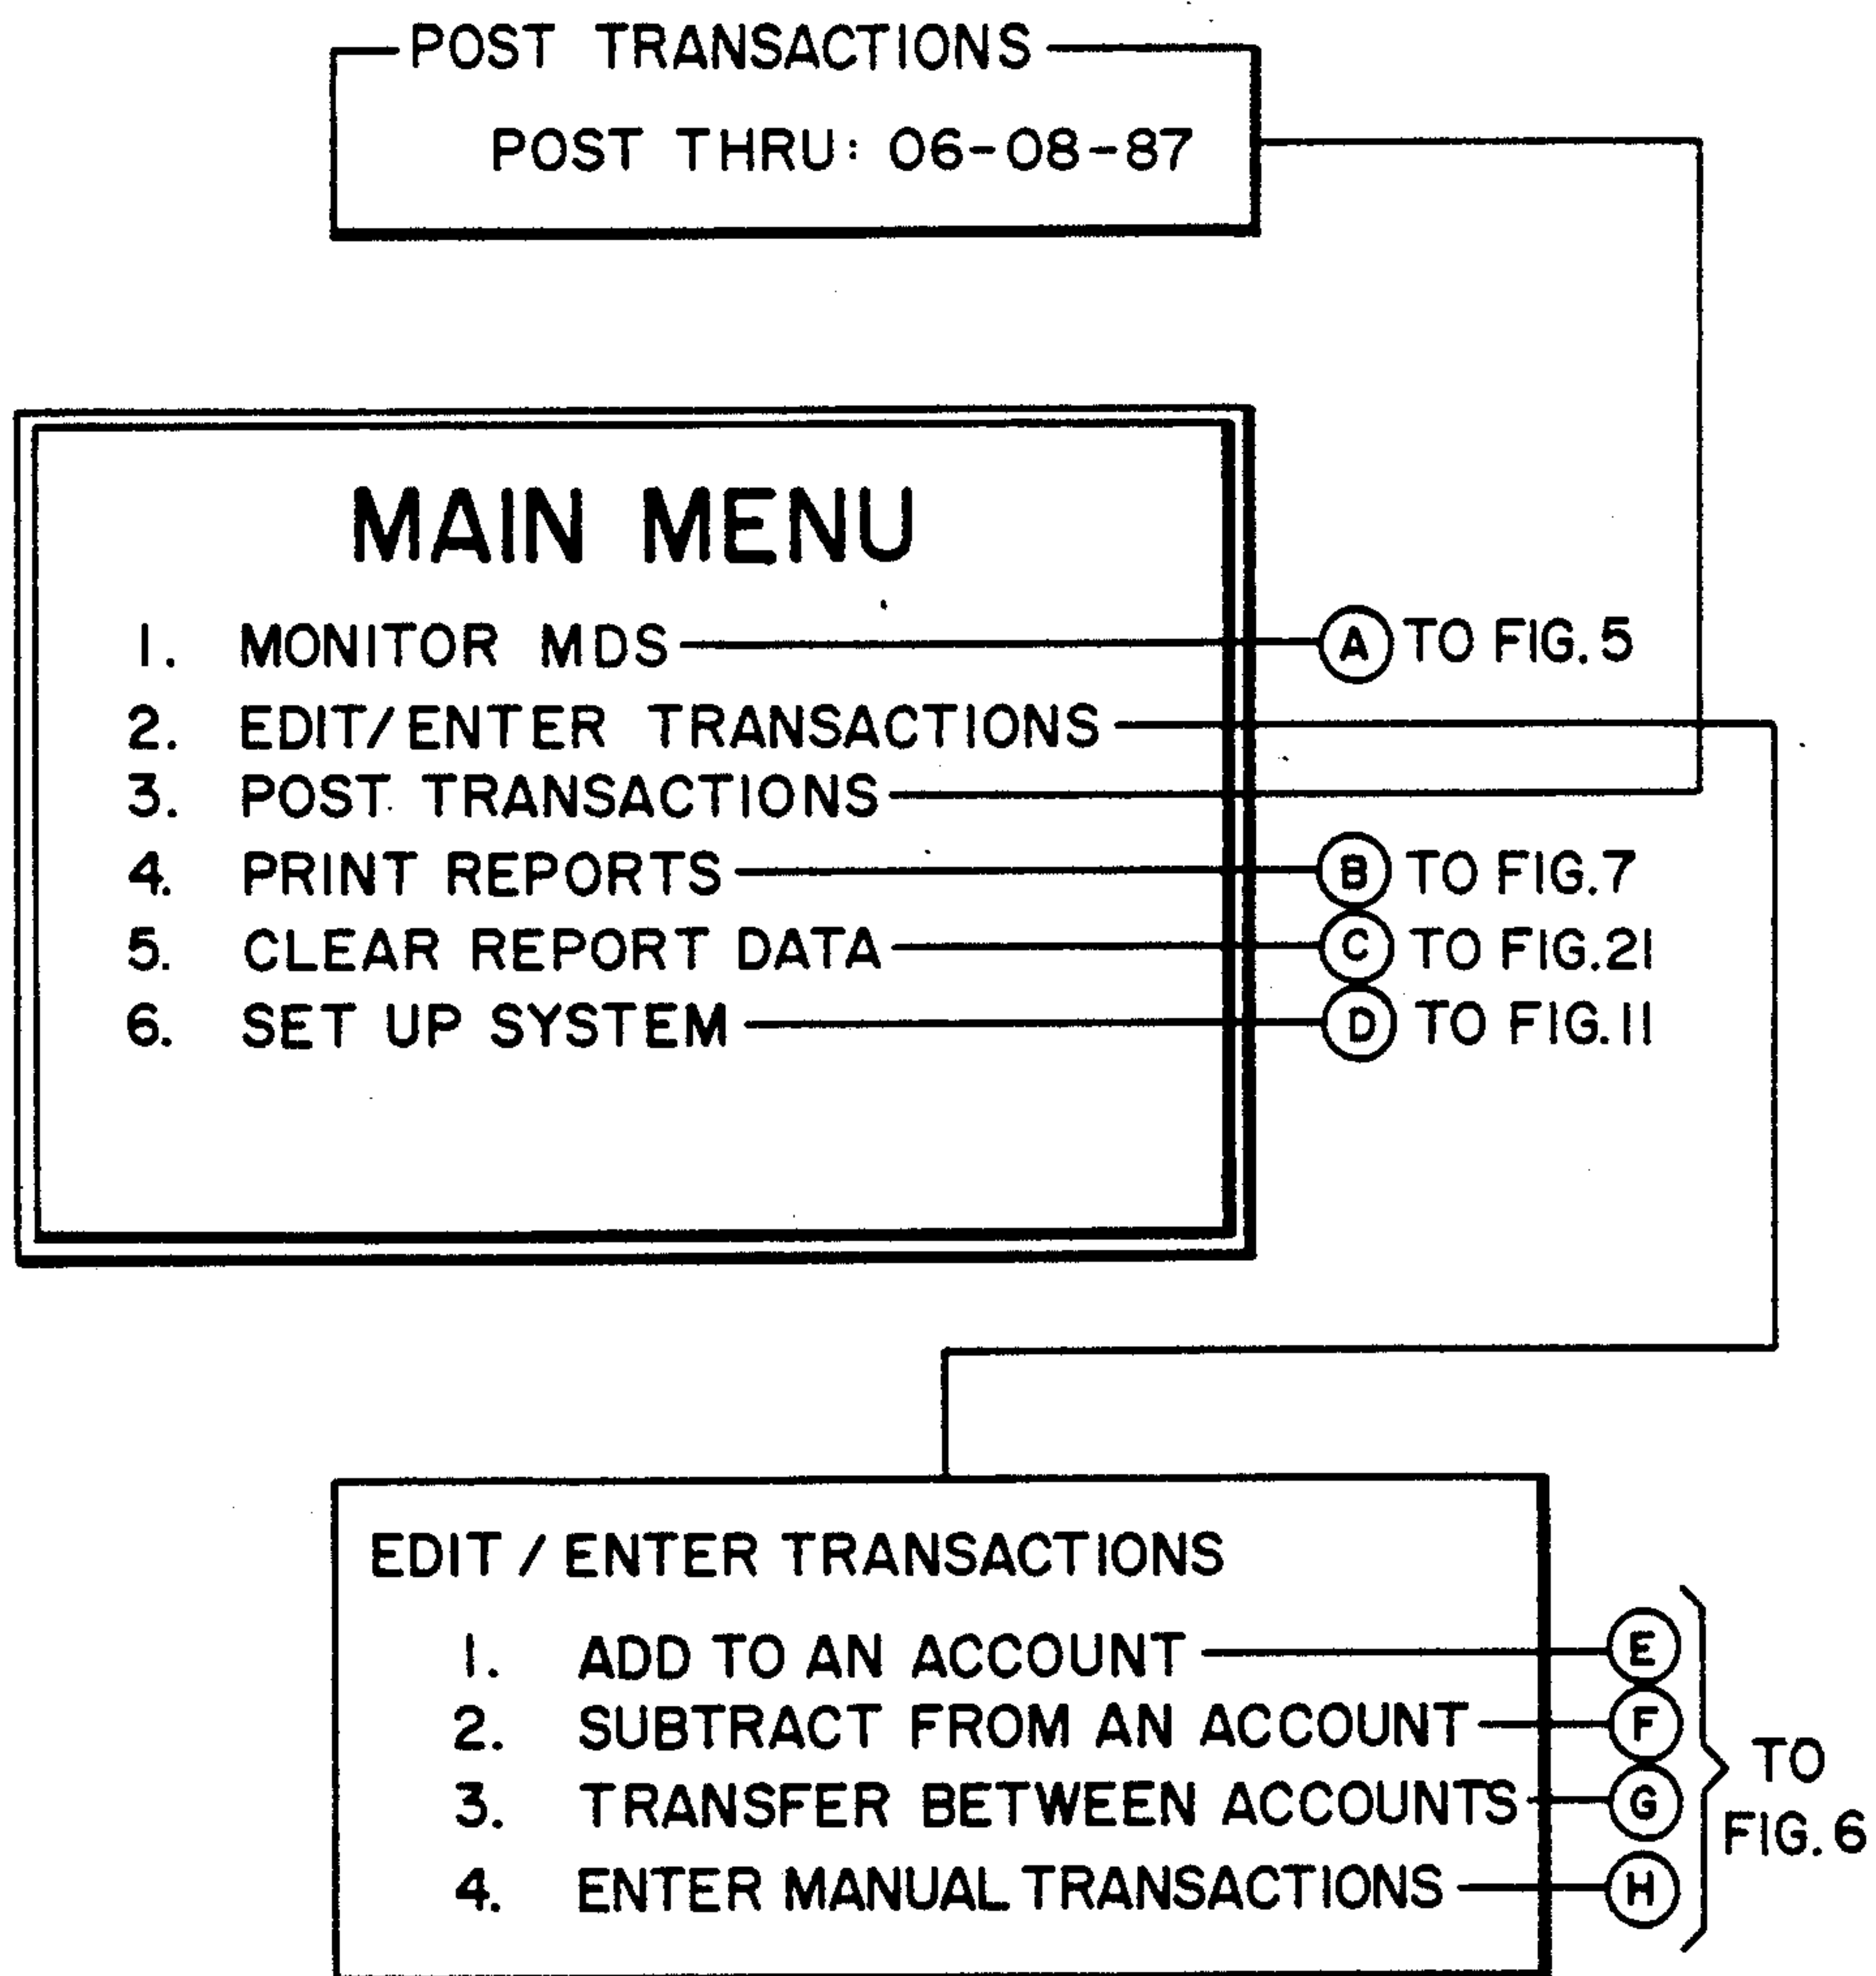 POST TRANSACTIONS
POST THRU: 06-08-87
MAIN MENU
1. MONITOR MDS A TO FIG. 5
2. EDIT/ENTER TRANSACTIONS
3. POST TRANSACTIONS
4. PRINT REPORTS B TO FIG. 7
5. CLEAR REPORT DATA C TO FIG. 21
6. SET UP SYSTEM D TO FIG. 11
EDIT / ENTER TRANSACTIONS
1. ADD TO AN ACCOUNT E
2. SUBTRACT FROM AN ACCOUNT F
3. TRANSFER BETWEEN ACCOUNTS G
4. ENTER MANUAL TRANSACTIONS H
TO
FIG. 6